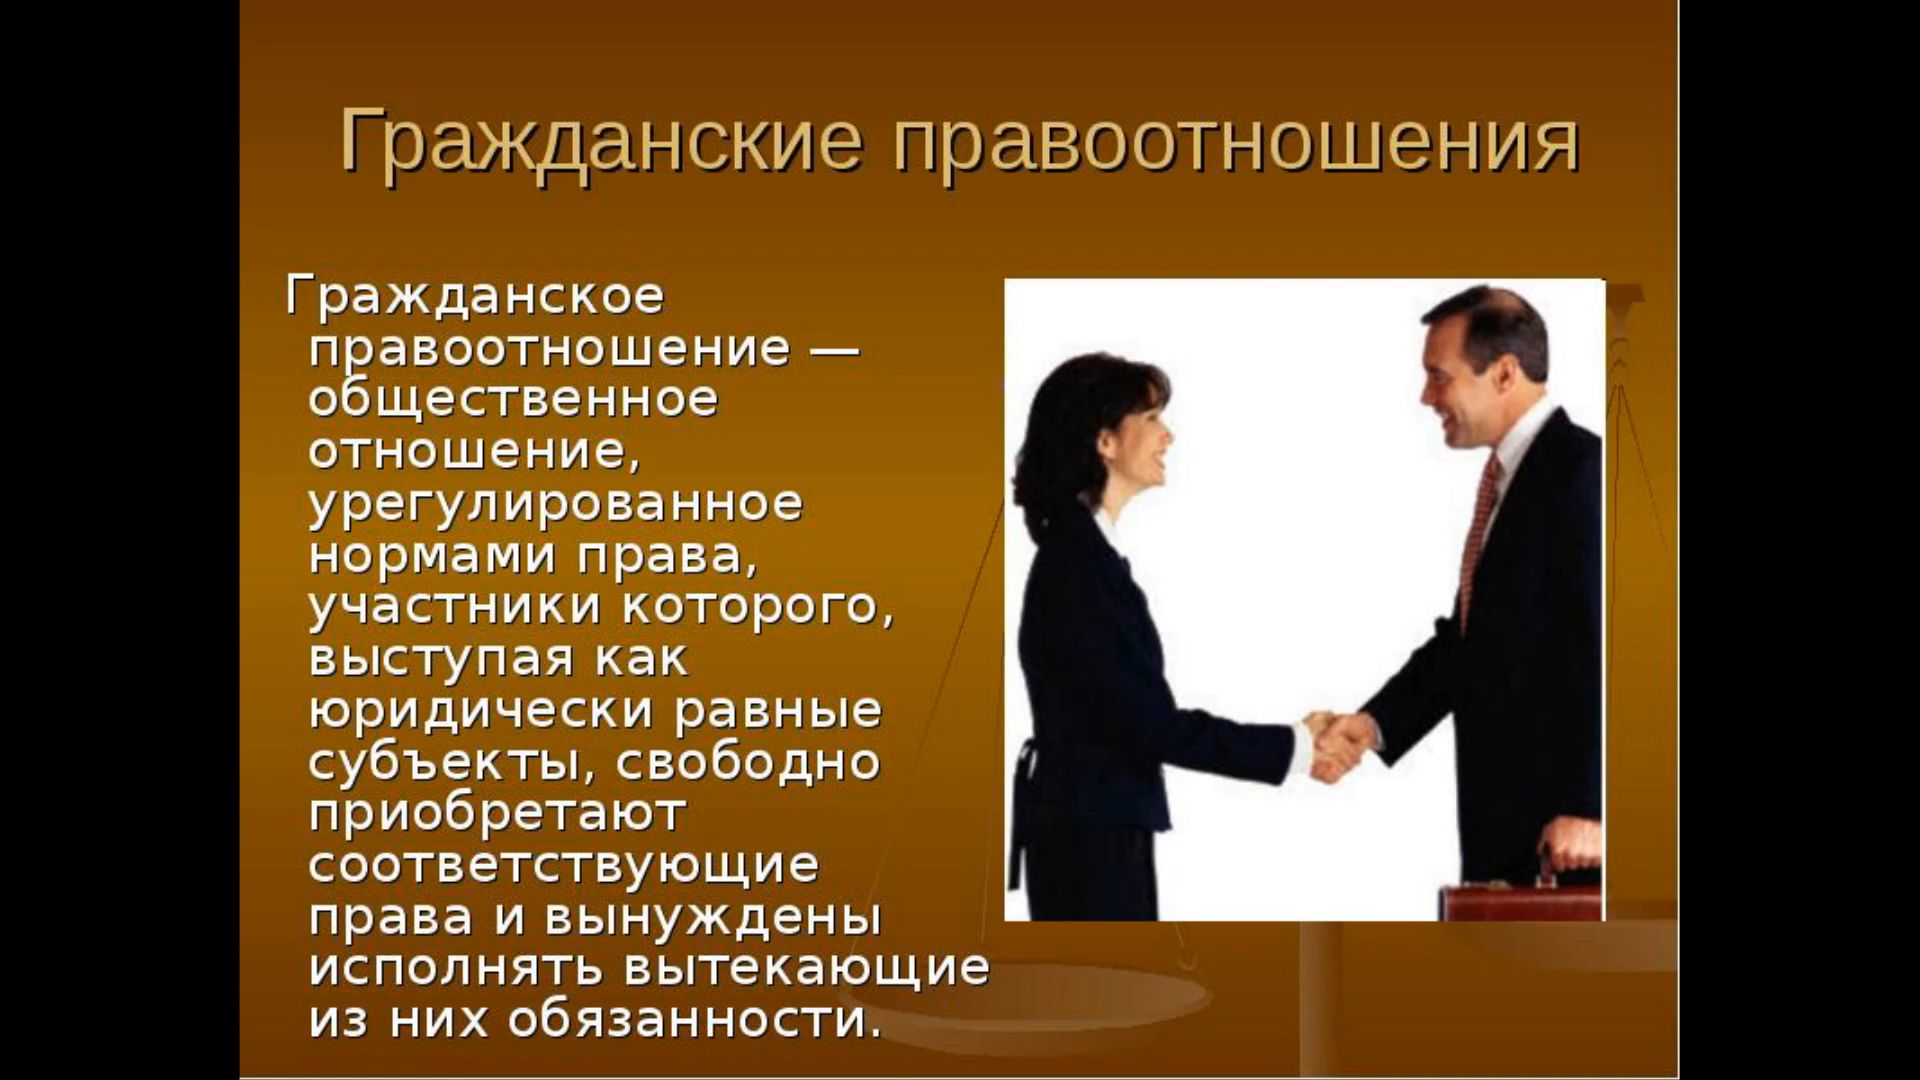 Гражданские правоотношения
Гражданское
правоотношение —
общественное
отношение,
урегулированное
нормами права,
участники которого,
выступая как
юридически равные
субъекты, свободно
приобретают
соответствующие
права и вынуждены
исполнять вытекающие
из них обязанности.